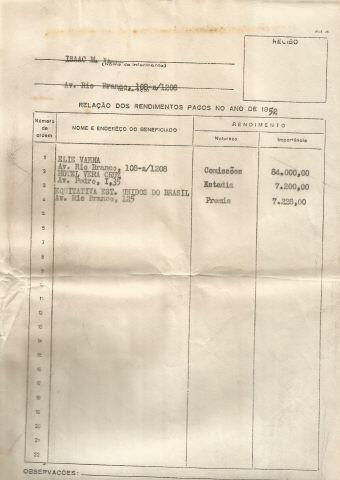 RECIBO
ISAAC M.
(Nome do informante)
Av. Rio Branco, 108-a/1208
RELAÇÃO DOS RENDIMENTOS PAGOS NO ANO DE 1952
Número de ordem
NOME E ENDEREÇO DO BENEFICIADO
RENDIMENTO
Natureza
Importância
1
ELIE VANNA
2
Av. Rio Branco, 108-a/1208 Comissões 84.000,00
HOTEL VERA CRUZ
3
Av. Pedro, I,35 Estadia 7.200,00
EQUITATIVA EST. UNIDOS DO BRASIL
4
Av. Rio Branco, 125 Premio 7.228,00
5
6
7
8
9
10
11
12
13
14
15
16
17
18
19
20
21
22
OBSERVAÇÕES: